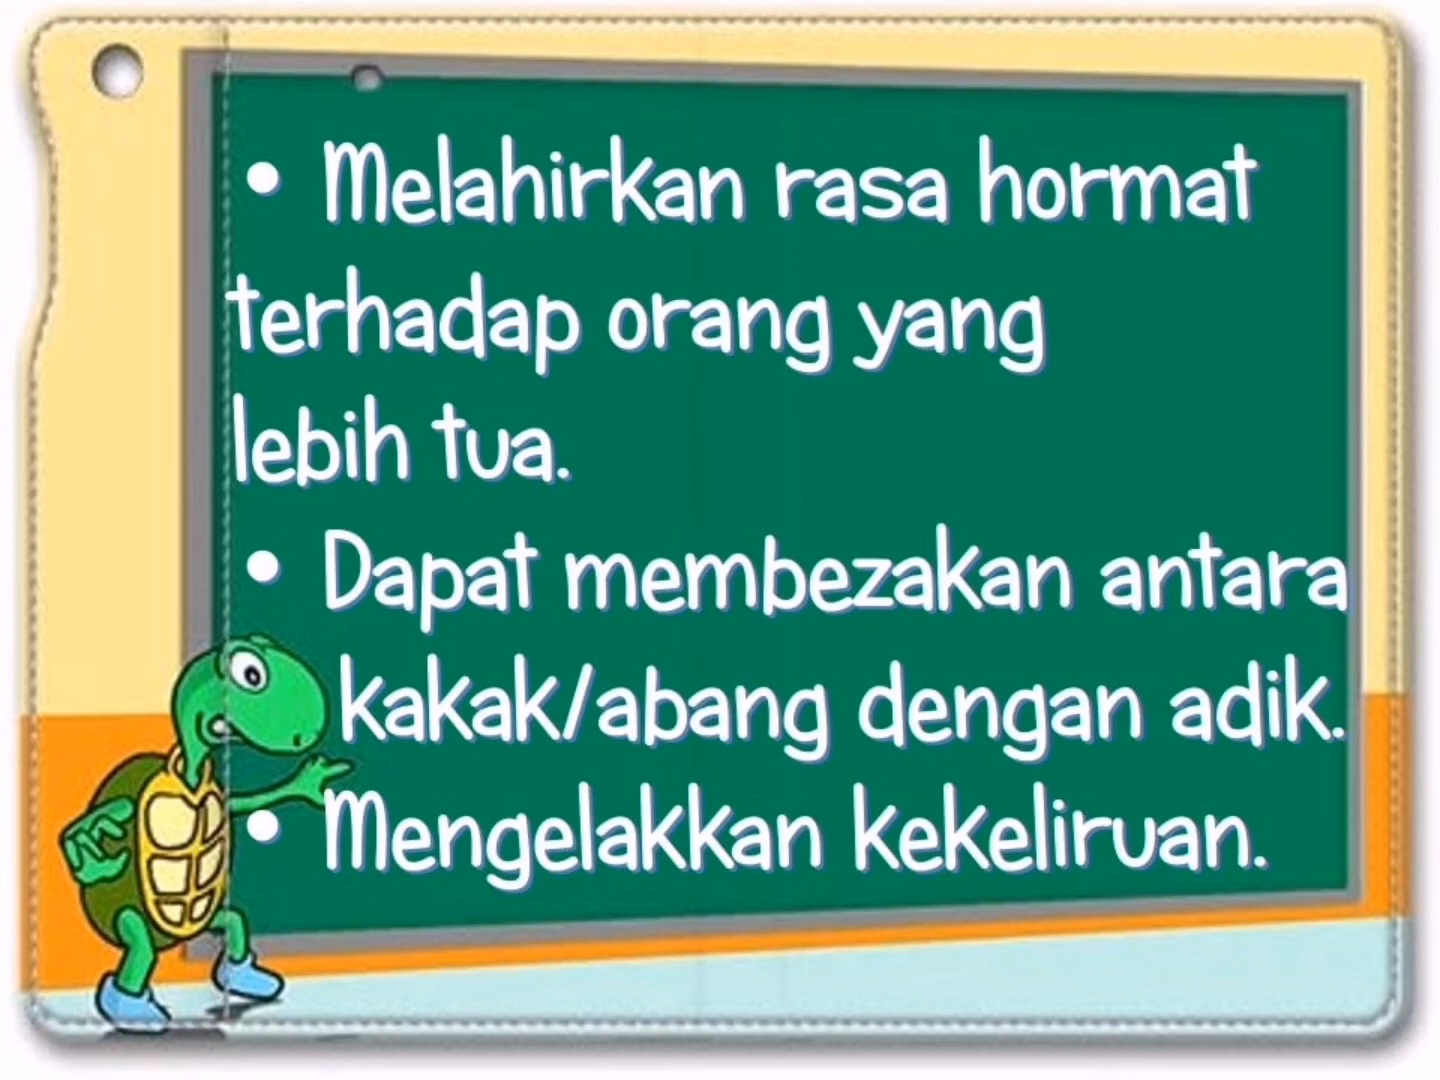 • Melahirkan rasa hormat
terhadap orang yang
lebih tua.
• Dapat membezakan antara
kakak/abang dengan adik.
• Mengelakkan kekeliruan.